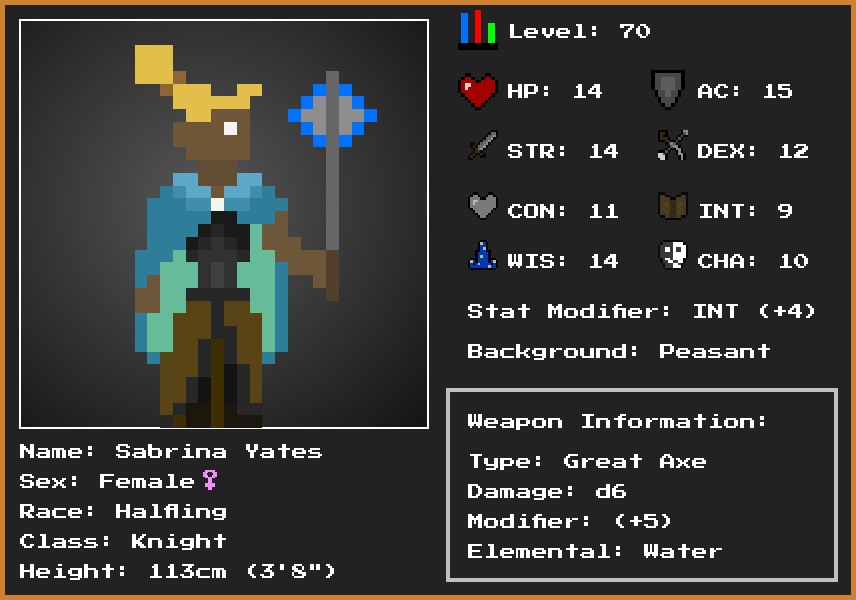 Level: 70
HP: 14 AC: 15
STR: 14 DEX: 12
CON: 11 INT: 9
WIS: 14 CHA: 10
Stat Modifier: INT (+4)
Background: Peasant
Weapon Information:
Type: Great Axe
Damage: d6
Modifier: (+5)
Elemental: Water
Name: Sabrina Yates
Sex: Female♀
Race: Halfling
Class: Knight
Height: 113cm (3'8")